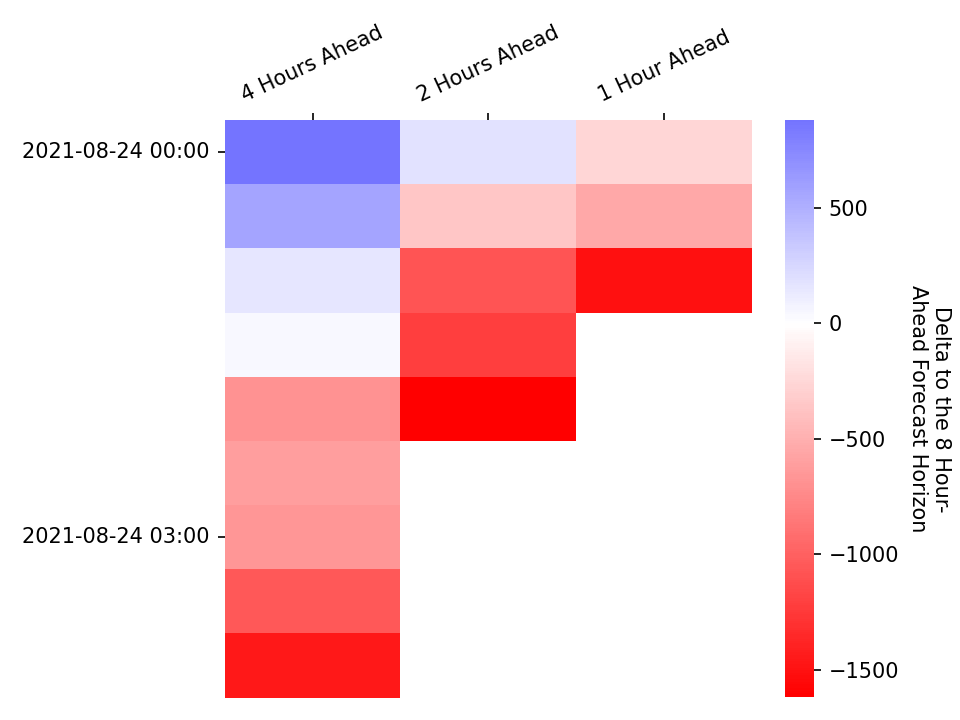 4 Hours Ahead
2 Hours Ahead
1 Hour Ahead
2021-08-24 00:00
2021-08-24 03:00
500
0
−500
−1000
−1500
Delta to the 8 Hour-
Ahead Forecast Horizon